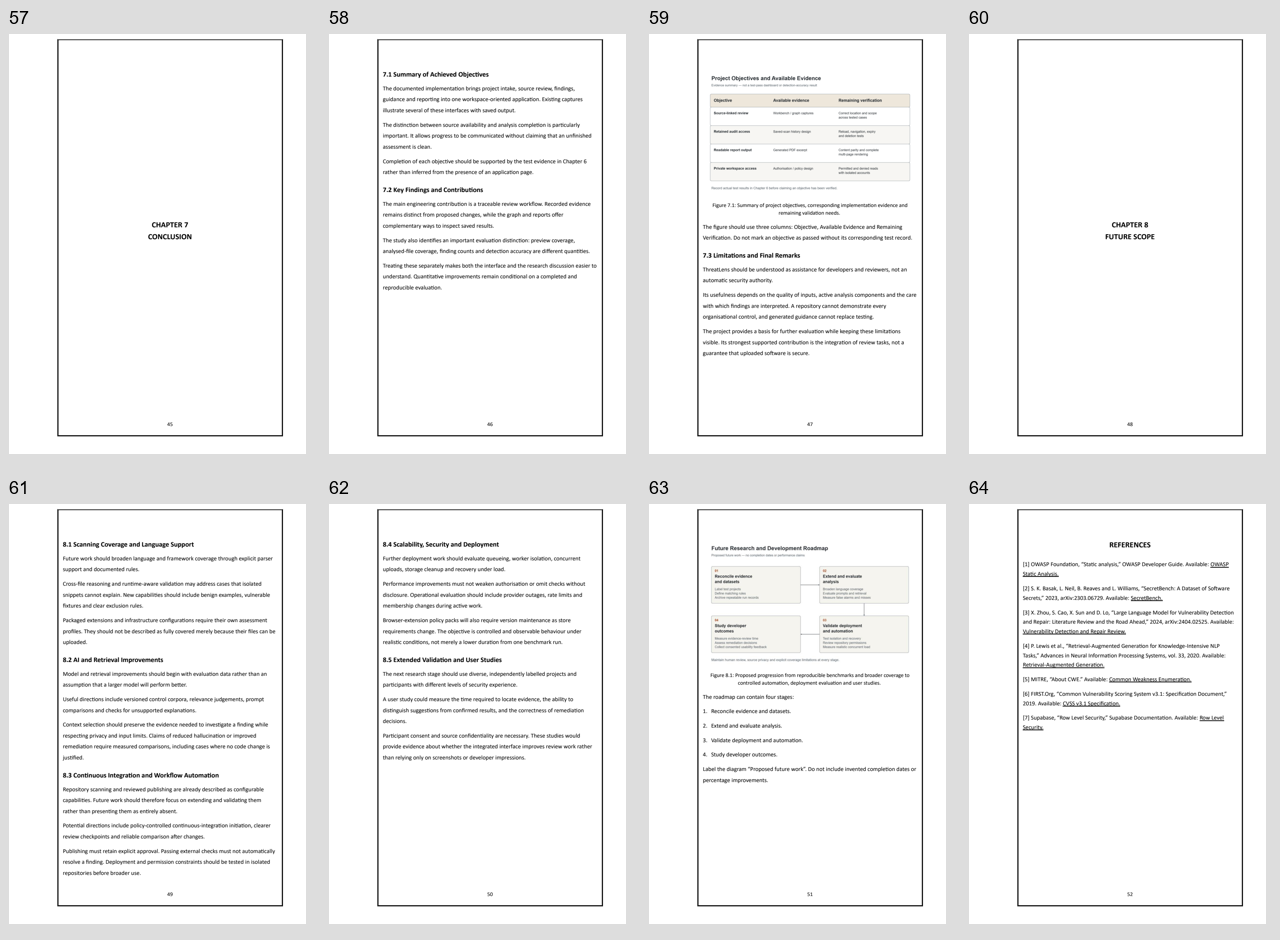 57
CHAPTER 7
CONCLUSION
45
58
7.1 Summary of Achieved Objectives
The documented implementation brings project intake, source review, findings,
guidance and reporting into one workspace-oriented application. Existing captures
illustrate several of these interfaces with saved output.
The distinction between source availability and analysis completion is particularly
important. It allows progress to be communicated without claiming that an unfinished
assessment is clean.
Completion of each objective should be supported by the test evidence in Chapter 6
rather than inferred from the presence of an application page.
7.2 Key Findings and Contributions
The main engineering contribution is a traceable review workflow. Recorded evidence
remains distinct from proposed changes, while the graph and reports offer
complementary ways to inspect saved results.
The study also identifies an important evaluation distinction: preview coverage,
analysed-file coverage, finding counts and detection accuracy are different quantities.
Treating these separately makes both the interface and the research discussion easier to
understand. Quantitative improvements remain conditional on a completed and
reproducible evaluation.
46
59
Project Objectives and Available Evidence
Objective Available evidence Remaining verification
Source-linked review Workbench / graph captures Correct location and scope
across tested cases
Retained audit access Saved-scan history design Reload, navigation, expiry
and deletion tests
Readable report output Generated PDF excerpt Content parity and complete
multi-page rendering
Private workspace access Authorisation / policy design Permitted and denied reads
with isolated accounts
Figure 7.1: Summary of project objectives, corresponding implementation evidence and
remaining validation needs.
The figure should use three columns: Objective, Available Evidence and Remaining
Verification. Do not mark an objective as passed without its corresponding test record.
7.3 Limitations and Final Remarks
ThreatLens should be understood as assistance for developers and reviewers, not an
automatic security authority.
Its usefulness depends on the quality of inputs, active analysis components and the care
with which findings are interpreted. A repository cannot demonstrate every
organisational control, and generated guidance cannot replace testing.
The project provides a basis for further evaluation while keeping these limitations
visible. Its strongest supported contribution is the integration of review tasks, not a
guarantee that uploaded software is secure.
47
60
CHAPTER 8
FUTURE SCOPE
48
61
8.1 Scanning Coverage and Language Support
Future work should broaden language and framework coverage through explicit parser
support and documented rules.
Cross-file reasoning and runtime-aware validation may address cases that isolated
snippets cannot explain. New capabilities should include benign examples, vulnerable
fixtures and clear exclusion rules.
Packaged extensions and infrastructure configurations require their own assessment
profiles. They should not be described as fully covered merely because their files can be
uploaded.
8.2 AI and Retrieval Improvements
Model and retrieval improvements should begin with evaluation data rather than an
assumption that a larger model will perform better.
Useful directions include versioned control corpora, relevance judgements, prompt
comparisons and checks for unsupported explanations.
Context selection should preserve the evidence needed to investigate a finding while
respecting privacy and input limits. Claims of reduced hallucination or improved
remediation require measured comparisons, including cases where no code change is
justified.
8.3 Continuous Integration and Workflow Automation
Repository scanning and reviewed publishing are already described as configurable
capabilities. Future work should therefore focus on extending and validating them
rather than presenting them as entirely absent.
Potential directions include policy-controlled continuous-integration initiation, clearer
review checkpoints and reliable comparison after changes.
Publishing must retain explicit approval. Passing external checks must not automatically
resolve a finding. Deployment and permission constraints should be tested in isolated
repositories before broader use.
49
62
8.4 Scalability, Security and Deployment
Further deployment work should evaluate queueing, worker isolation, concurrent
uploads, storage cleanup and recovery under load.
Performance improvements must not weaken authorisation or omit checks without
disclosure. Operational evaluation should include provider outages, rate limits and
membership changes during active work.
Browser-extension policy packs will also require version maintenance as store
requirements change. The objective is controlled and observable behaviour under
realistic conditions, not merely a lower duration from one benchmark run.
8.5 Extended Validation and User Studies
The next research stage should use diverse, independently labelled projects and
participants with different levels of security experience.
A user study could measure the time required to locate evidence, the ability to
distinguish suggestions from confirmed results, and the correctness of remediation
decisions.
Participant consent and source confidentiality are necessary. These studies would
provide evidence about whether the integrated interface improves review work rather
than relying only on screenshots or developer impressions.
50
63
Future Research and Development Roadmap
Reconcile evidence
and datasets
Extend and evaluate
analysis
Study developer
outcomes
Validate deployment
and automation
Figure 8.1: Proposed progression from reproducible benchmarks and broader coverage to
controlled automation, deployment evaluation and user studies.
The roadmap can contain four stages:
1. Reconcile evidence and datasets.
2. Extend and evaluate analysis.
3. Validate deployment and automation.
4. Study developer outcomes.
Label the diagram "Proposed future work". Do not include invented completion dates or
percentage improvements.
51
64
REFERENCES
[1] OWASP Foundation, "Static analysis," OWASP Developer Guide. Available: OWASP
Static Analysis.
[2] S. K. Basak, L. Neil, B. Reaves and L. Williams, "SecretBench: A Dataset of Software
Secrets," 2023, arXiv:2303.06729. Available: SecretBench.
[3] X. Zhou, S. Cao, X. Sun and D. Lo, "Large Language Model for Vulnerability Detection
and Repair: Literature Review and the Road Ahead," 2024, arXiv:2404.02525. Available:
Vulnerability Detection and Repair Review.
[4] P. Lewis et al., "Retrieval-Augmented Generation for Knowledge-Intensive NLP
Tasks," Advances in Neural Information Processing Systems, vol. 33, 2020. Available:
Retrieval-Augmented Generation.
[5] MITRE, "About CWE." Available: Common Weakness Enumeration.
[6] FIRST.Org, "Common Vulnerability Scoring System v3.1: Specification Document,"
2019. Available: CVSS v3.1 Specification.
[7] Supabase, "Row Level Security," Supabase Documentation. Available: Row Level
Security.
52